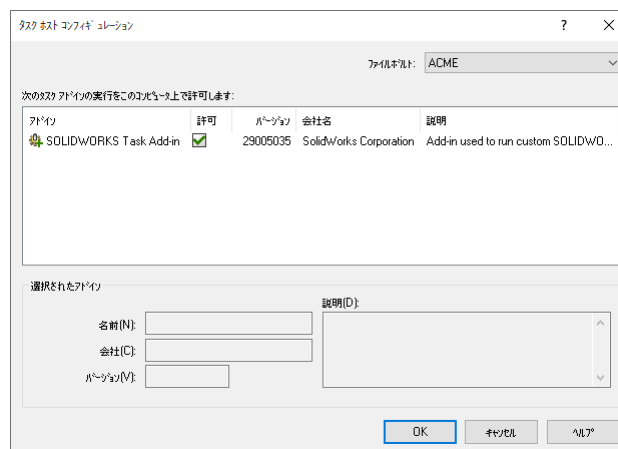 ﾀｽｸ ﾎｽﾄ ｺﾝﾌｨｷﾞｭﾚｰｼｮﾝ
ﾌｧｲﾙﾎﾞﾙﾄ: ACME
次のﾀｽｸ ｱﾄﾞｲﾝの実行をこのｺﾝﾋﾟｭｰﾀ上で許可します:
ｱﾄﾞｲﾝ 許可 ﾊﾞｰｼﾞｮﾝ 会社名 説明
SOLIDWORKS Task Add-in 29005035 SolidWorks Corporation Add-in used to run custom SOLIDWO...
選択されたｱﾄﾞｲﾝ
名前(N):
会社(C):
ﾊﾞｰｼﾞｮﾝ(V):
説明(D):
OK ｷｬﾝｾﾙ ﾍﾙﾌﾟ